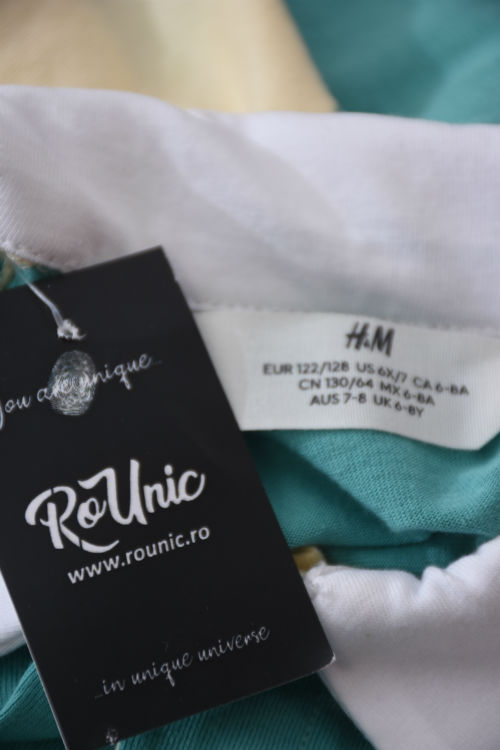 H&M
EUR 122/128 US 6X/7 CA 6-8A
CN 130/64 MX 6-8A
AUS 7-8 UK 6-8Y
You are unique...
RoUnic
www.rounic.ro
...in unique universe